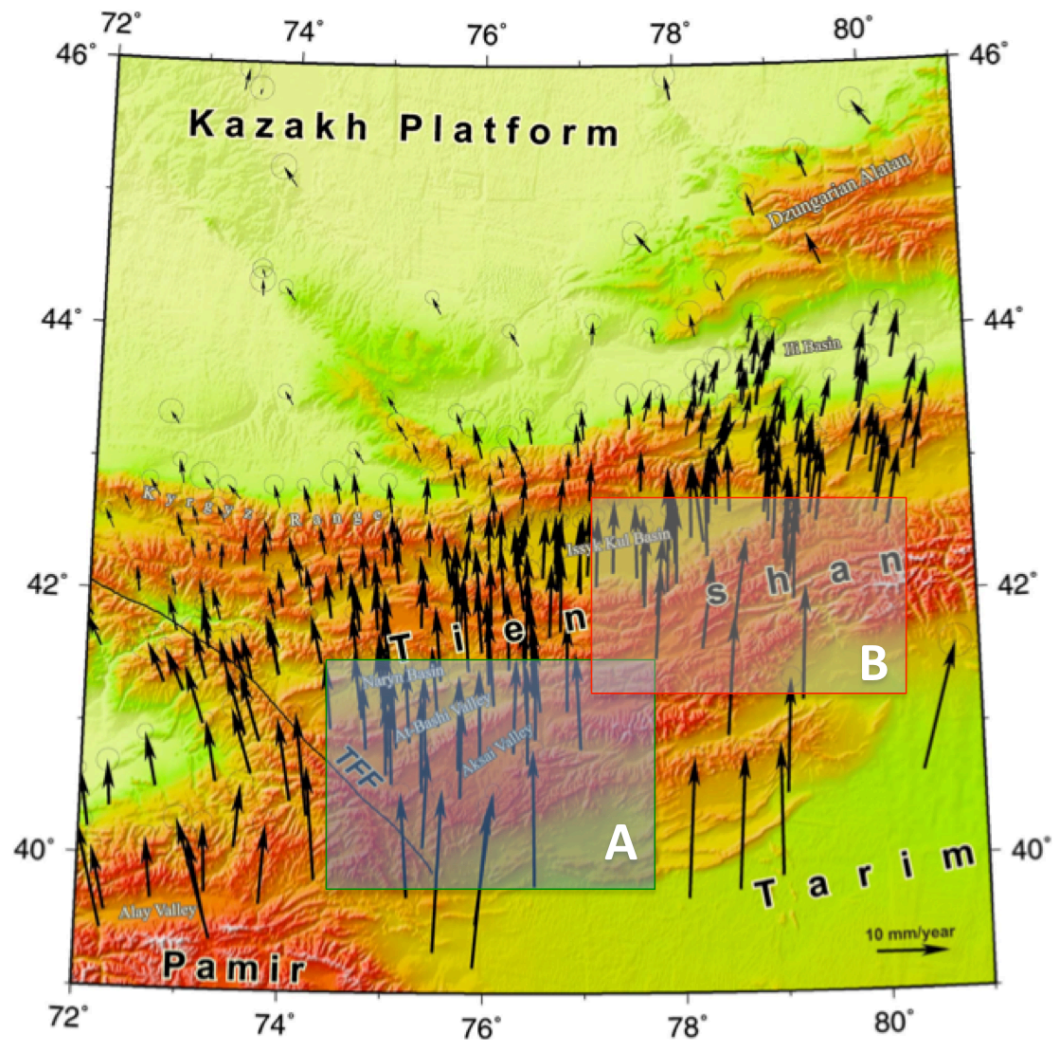 72° 74° 76° 78° 80°
46° 46°
Kazakh Platform
Dzungarian Alatau
44° 44°
Ili Basin
Kyrgyz Range
Issyk Kul Basin
42° 42°
Tien shan
B
Naryn Basin
At-Bashi Valley
Aksai Valley
TFF
A
40° 40°
Tarim
Alay Valley
10 mm/year
Pamir
72° 74° 76° 78° 80°